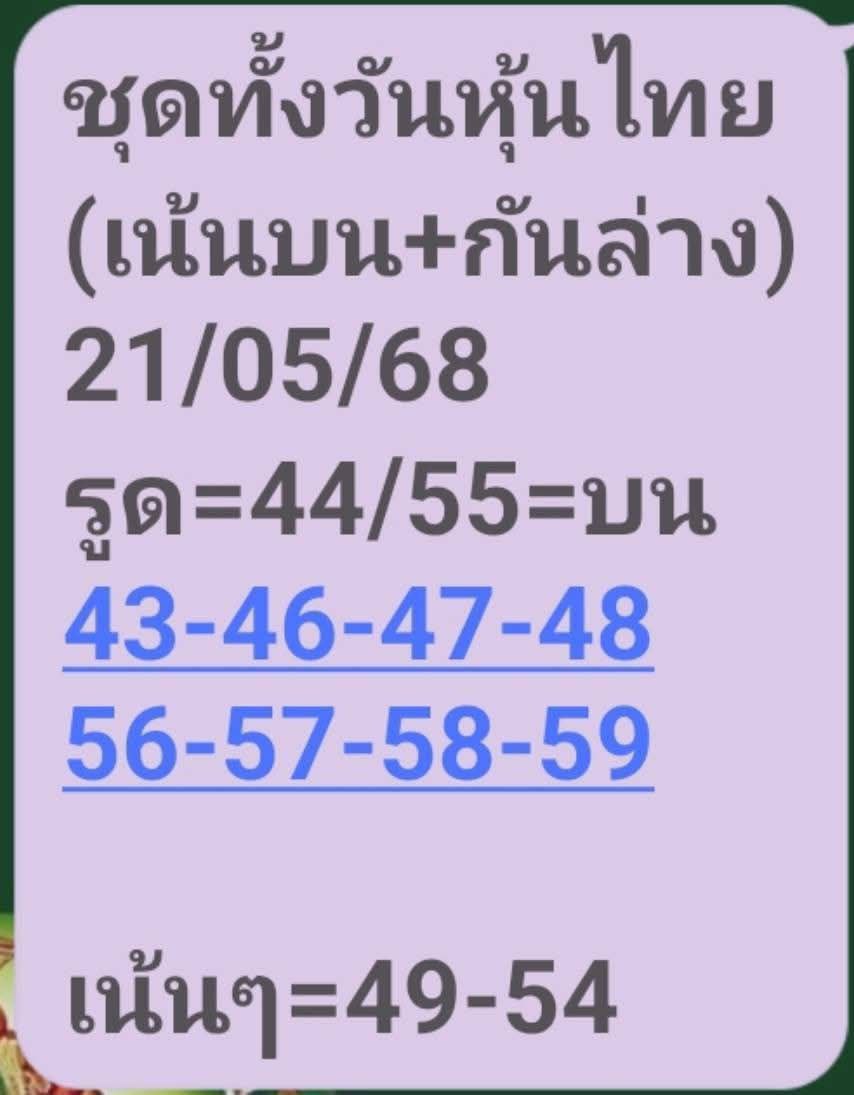 ชุดทั้งวันหุ้นไทย
(เน้นบน+กันล่าง)
21/05/68
รูด=44/55=บน
43-46-47-48
56-57-58-59
เน้นๆ=49-54